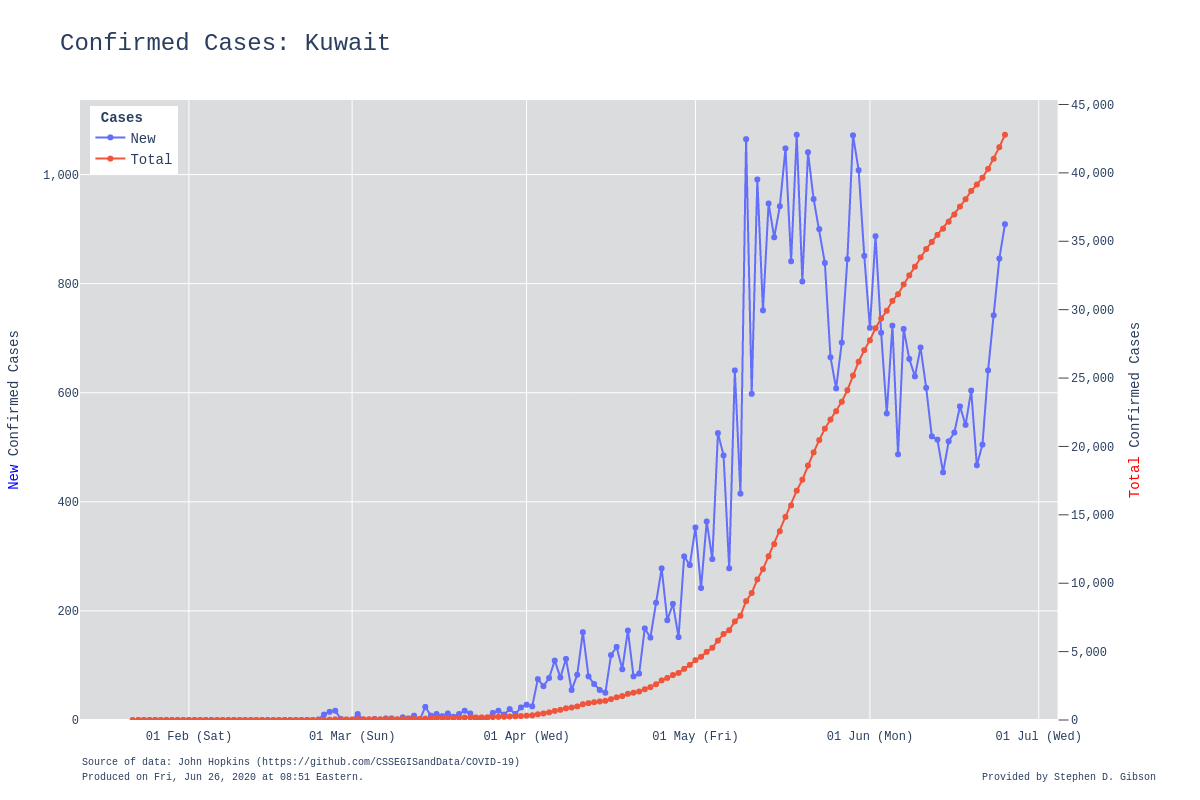 Confirmed Cases: Kuwait
Cases
New
Total
1,000
800
600
400
200
0
New Confirmed Cases
45,000
40,000
35,000
30,000
25,000
20,000
15,000
10,000
5,000
0
Total Confirmed Cases
01 Feb (Sat) 01 Mar (Sun) 01 Apr (Wed) 01 May (Fri) 01 Jun (Mon) 01 Jul (Wed)
Source of data: John Hopkins (https://github.com/CSSEGISandData/COVID-19)
Produced on Fri, Jun 26, 2020 at 08:51 Eastern.
Provided by Stephen D. Gibson